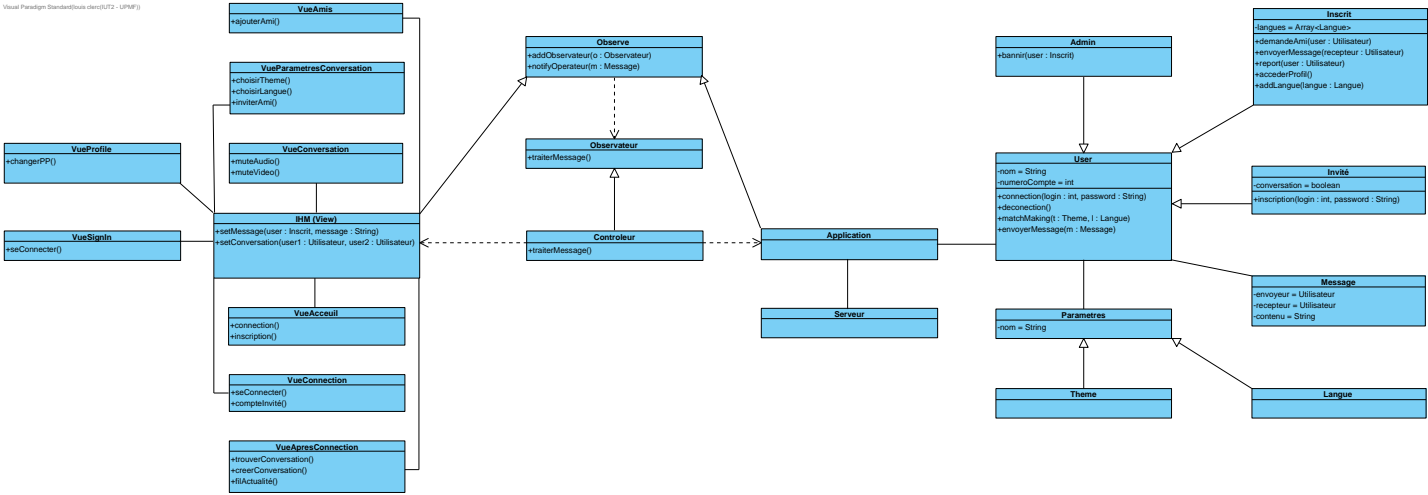 Visual Paradigm Standard(louis clerc(IUT2 - UPMF))
VueAmis
+ajouterAmi()
VueParametresConversation
+choisirTheme()
+choisirLangue()
+inviterAmi()
VueProfile
+changerPP()
VueConversation
+muteAudio()
+muteVideo()
VueSignIn
+seConnecter()
IHM (View)
+setMessage(user : Inscrit, message : String)
+setConversation(user1 : Utilisateur, user2 : Utilisateur)
VueAcceuil
+connection()
+inscription()
VueConnection
+seConnecter()
+compteInvité()
VueApresConnection
+trouverConversation()
+creerConversation()
+filActualité()
Observe
+addObservateur(o : Observateur)
+notifyOperateur(m : Message)
Observateur
+traiterMessage()
Controleur
+traiterMessage()
Application
Serveur
Admin
+bannir(user : Inscrit)
Inscrit
-langues = Array<Langue>
+demandeAmi(user : Utilisateur)
+envoyerMessage(recepteur : Utilisateur)
+report(user : Utilisateur)
+accederProfil()
+addLangue(langue : Langue)
User
-nom = String
-numeroCompte = int
+connection(login : int, password : String)
+deconection()
+matchMaking(t : Theme, l : Langue)
+envoyerMessage(m : Message)
Invité
-conversation = boolean
+inscription(login : int, password : String)
Message
-envoyeur = Utilisateur
-recepteur = Utilisateur
-contenu = String
Parametres
-nom = String
Theme
Langue